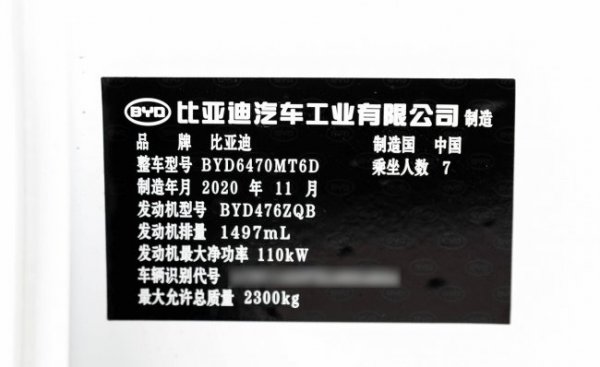 BYD 比亚迪汽车工业有限公司 制造
品 牌 比亚迪 制造国 中国
整车型号 BYD6470MT6D 乘坐人数 7
制造年月 2020 年 11 月
发动机型号 BYD476ZQB
发动机排量 1497mL
发动机最大净功率 110kW
车辆识别代号
最大允许总质量 2300kg